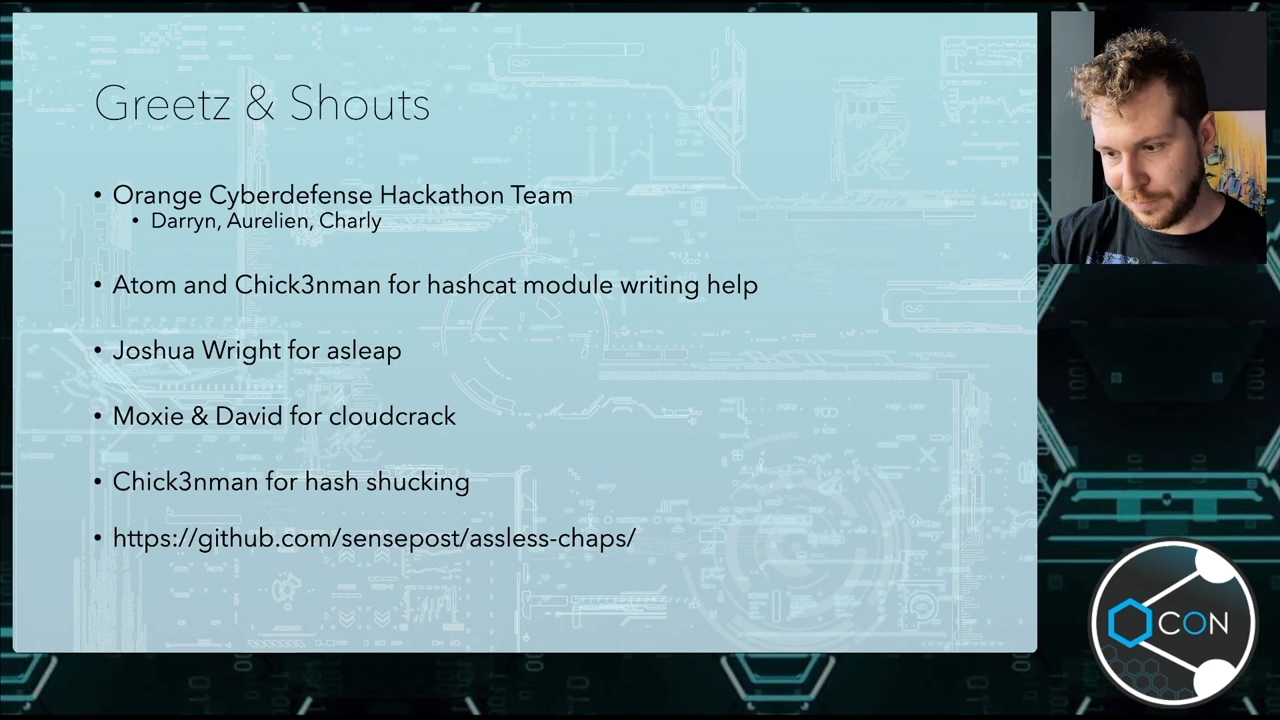 Greetz & Shouts
• Orange Cyberdefense Hackathon Team
• Darryn, Aurelien, Charly
• Atom and Chick3nman for hashcat module writing help
• Joshua Wright for asleap
• Moxie & David for cloudcrack
• Chick3nman for hash shucking
• https://github.com/sensepost/assless-chaps/
CON